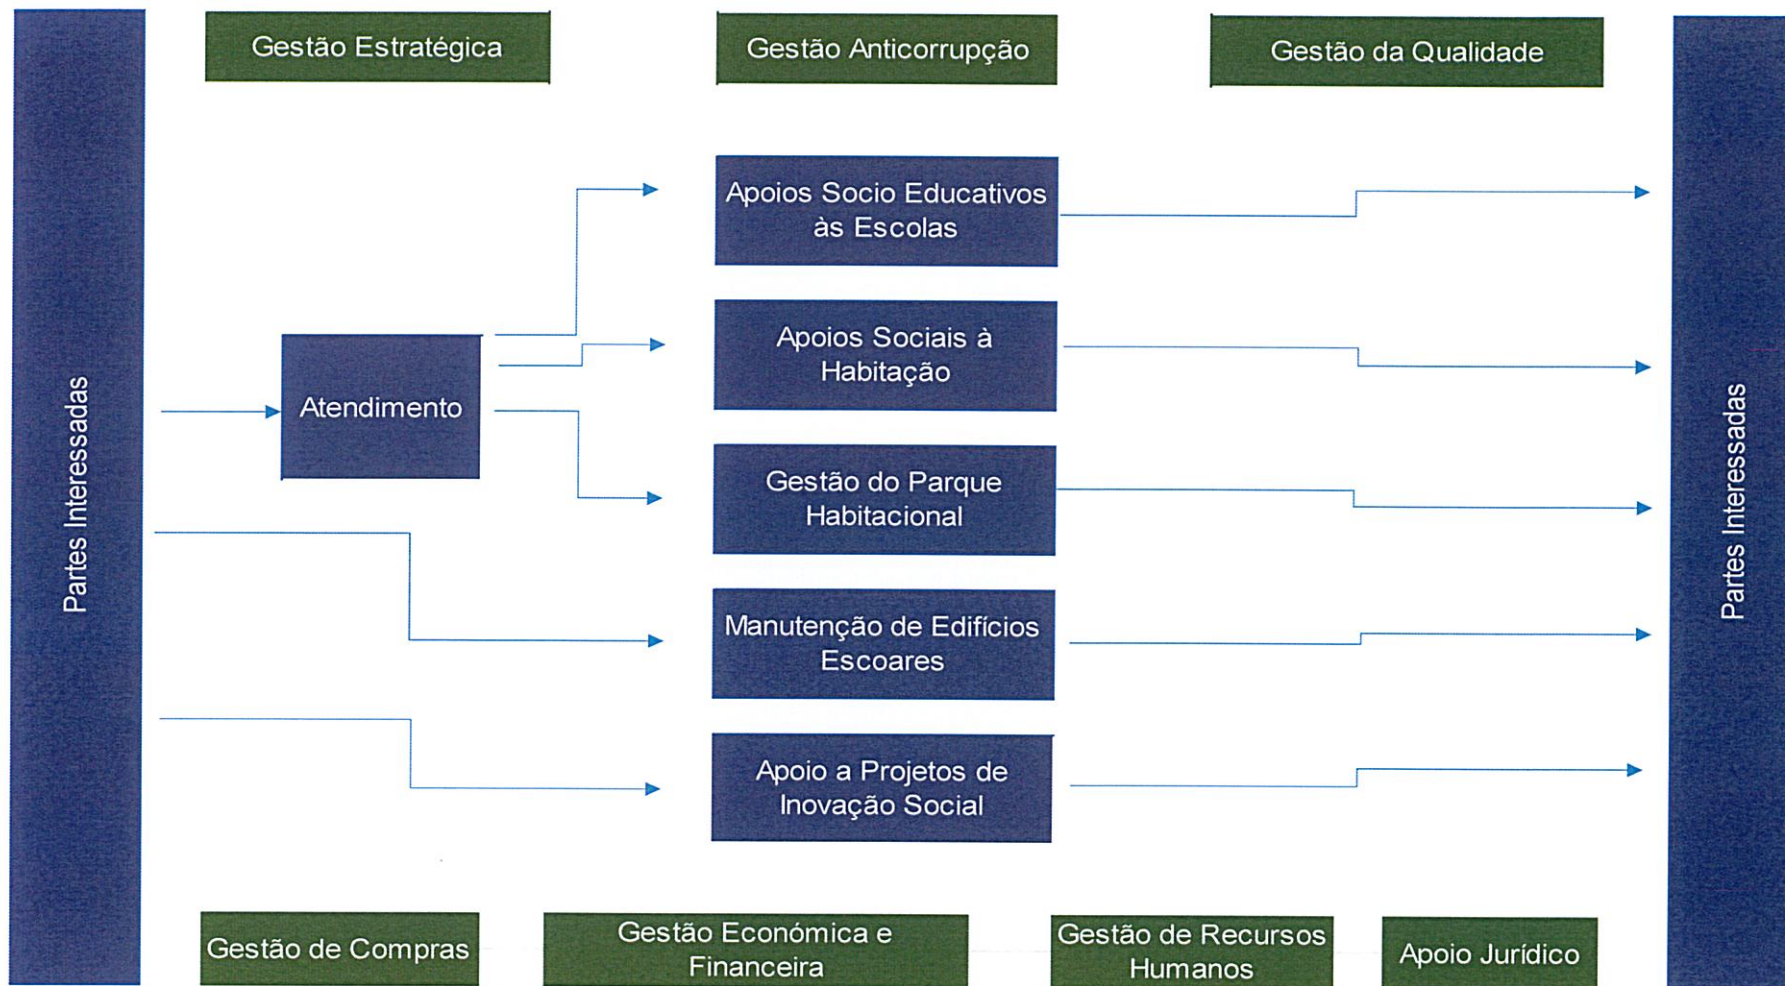 Partes Interessadas
Gestão Estratégica
Gestão Anticorrupção
Gestão da Qualidade
Apoios Socio Educativos
às Escolas
Apoios Sociais à
Habitação
Atendimento
Gestão do Parque
Habitacional
Manutenção de Edifícios
Escoares
Apoio a Projetos de
Inovação Social
Gestão de Compras
Gestão Económica e
Financeira
Gestão de Recursos
Humanos
Apoio Jurídico
Partes Interessadas